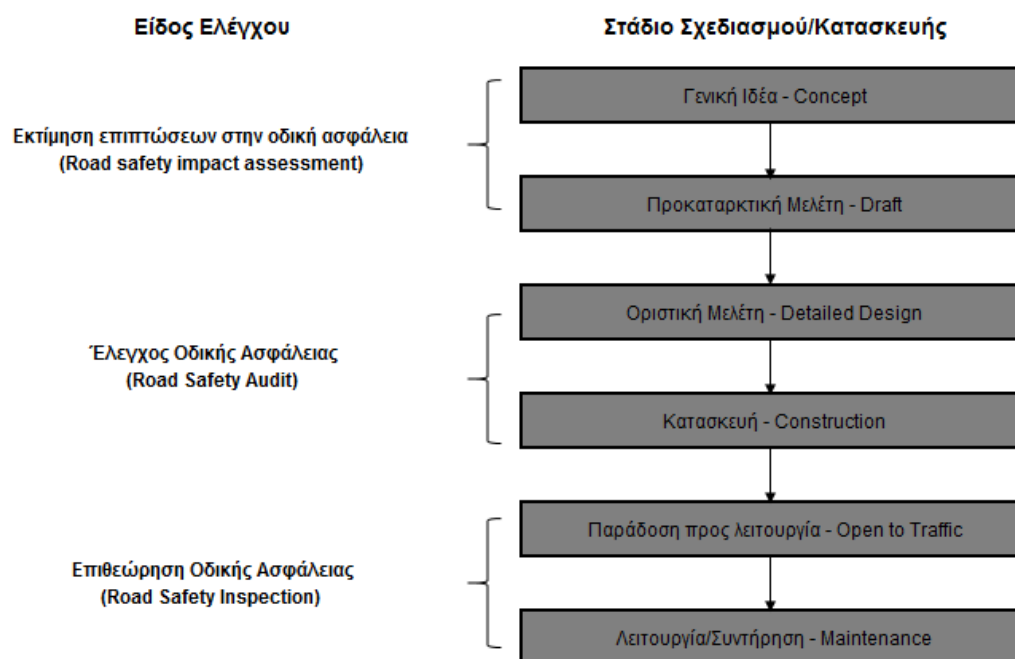 Είδος Ελέγχου
Στάδιο Σχεδιασμού/Κατασκευής
Γενική Ιδέα - Concept
Εκτίμηση επιπτώσεων στην οδική ασφάλεια
(Road safety impact assessment)
Προκαταρκτική Μελέτη - Draft
Οριστική Μελέτη - Detailed Design
Έλεγχος Οδικής Ασφάλειας
(Road Safety Audit)
Κατασκευή - Construction
Παράδοση προς λειτουργία - Open to Traffic
Επιθεώρηση Οδικής Ασφάλειας
(Road Safety Inspection)
Λειτουργία/Συντήρηση - Maintenance